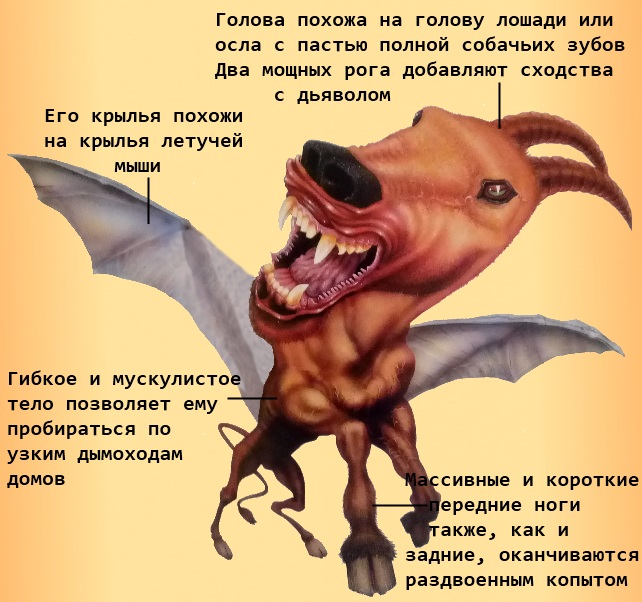 Голова похожа на голову лошади или
осла с пастью полной собачьих зубов
Два мощных рога добавляют сходства
с дьяволом
Его крылья похожи
на крылья летучей
мыши
Гибкое и мускулистое
тело позволяет ему
пробираться по
узким дымоходам
домов
Массивные и короткие
передние ноги
также, как и
задние, оканчиваются
раздвоенным копытом